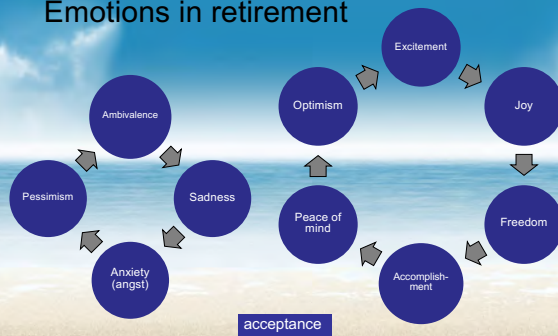 Emotions in retirement
Excitement
Ambivalence
Optimism
Joy
Pessimism
Sadness
Peace of
mind
Freedom
Anxiety
(angst)
Accomplish-
ment
acceptance